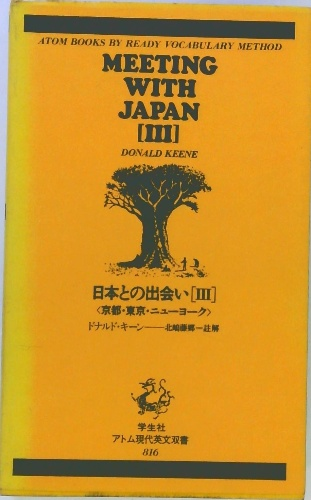 ATOM BOOKS BY READY VOCABULARY METHOD
MEETING
WITH
JAPAN
[III]
DONALD KEENE
日本との出会い[III]
〈京都・東京・ニューヨーク〉
ドナルド・キーン——北嶋藤郷—註解
学生社
アトム現代英文双書
816